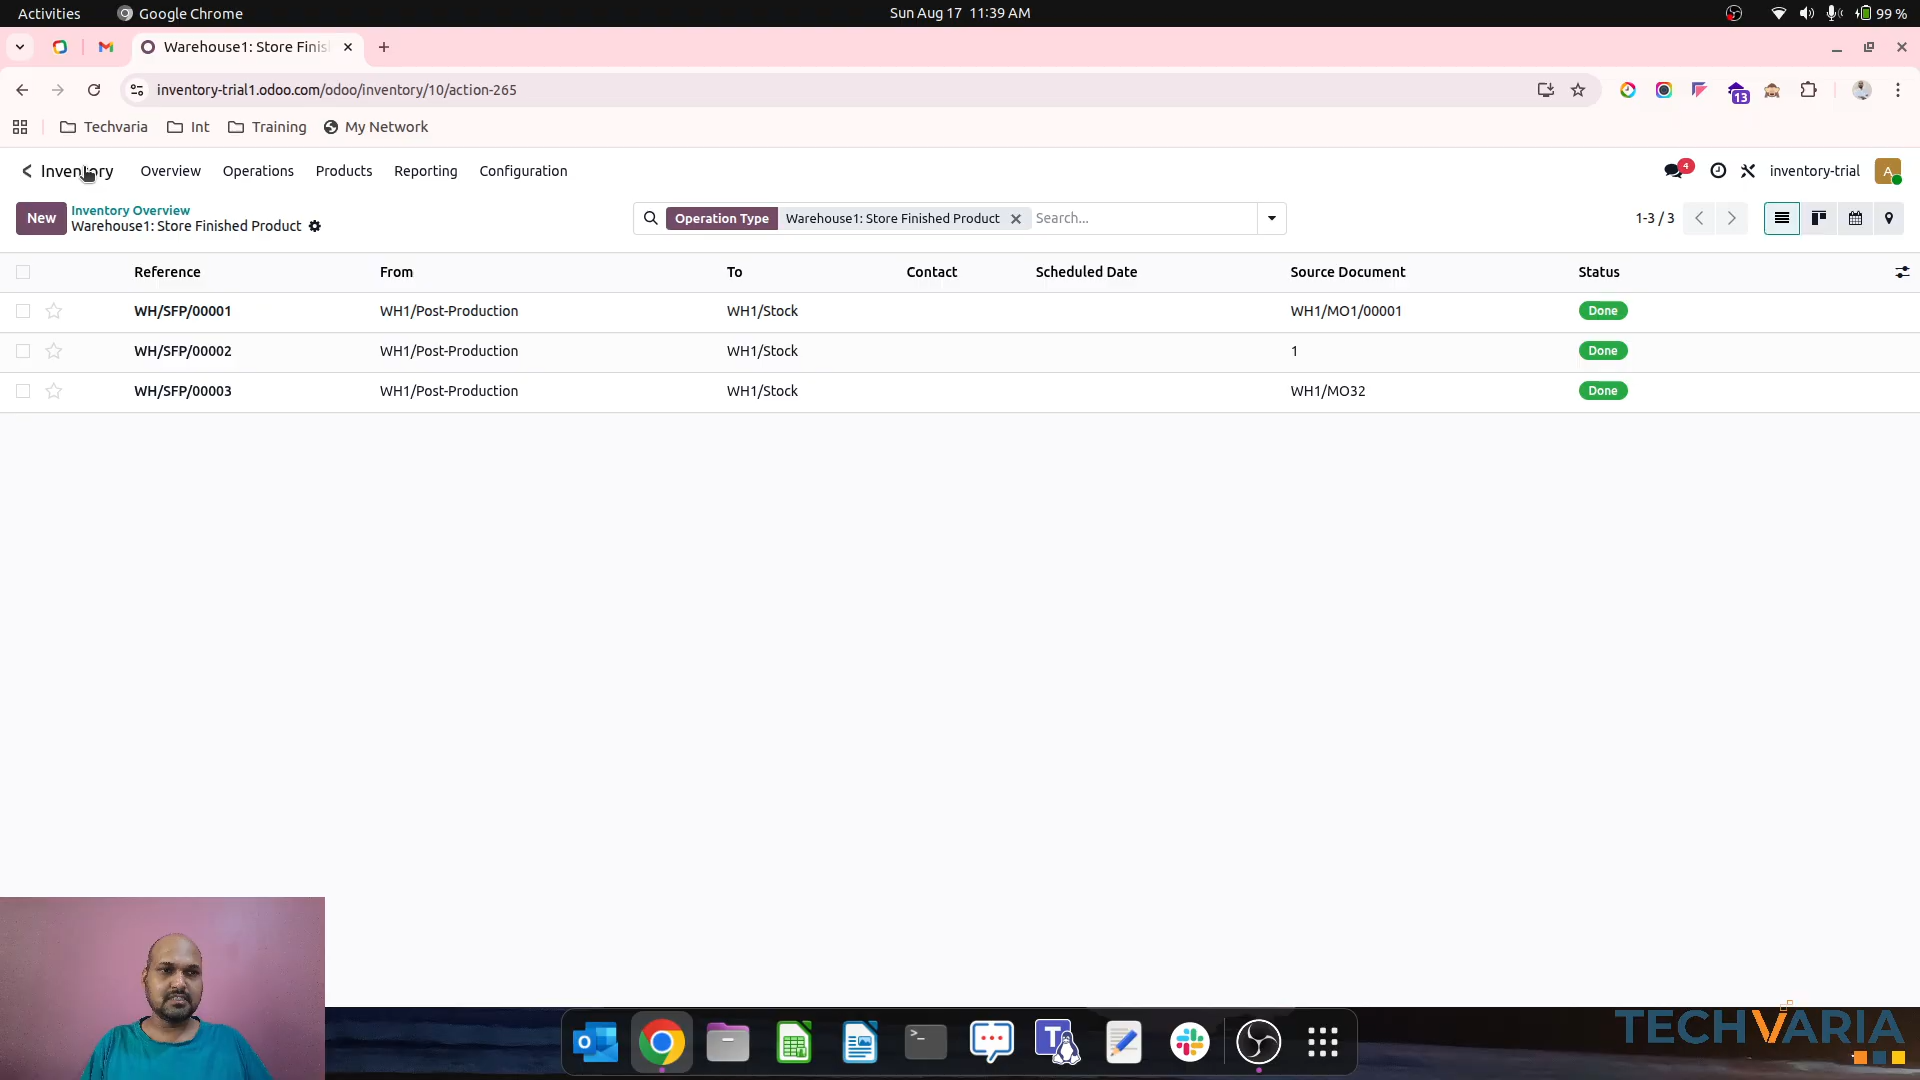 Activities
Google Chrome
Sun Aug 17 11:39 AM
99 %
Warehouse1: Store Finis
inventory-trial1.odoo.com/odoo/inventory/10/action-265
13
Techvaria
Int
Training
My Network
Inventory
Overview
Operations
Products
Reporting
Configuration
4
inventory-trial
A
New
Inventory Overview
Warehouse1: Store Finished Product
Operation Type
Warehouse1: Store Finished Product
Search...
1-3 / 3
Reference From To Contact Scheduled Date Source Document Status
WH/SFP/00001 WH1/Post-Production WH1/Stock WH1/MO1/00001 Done
WH/SFP/00002 WH1/Post-Production WH1/Stock 1 Done
WH/SFP/00003 WH1/Post-Production WH1/Stock WH1/MO32 Done
TECHVARIA